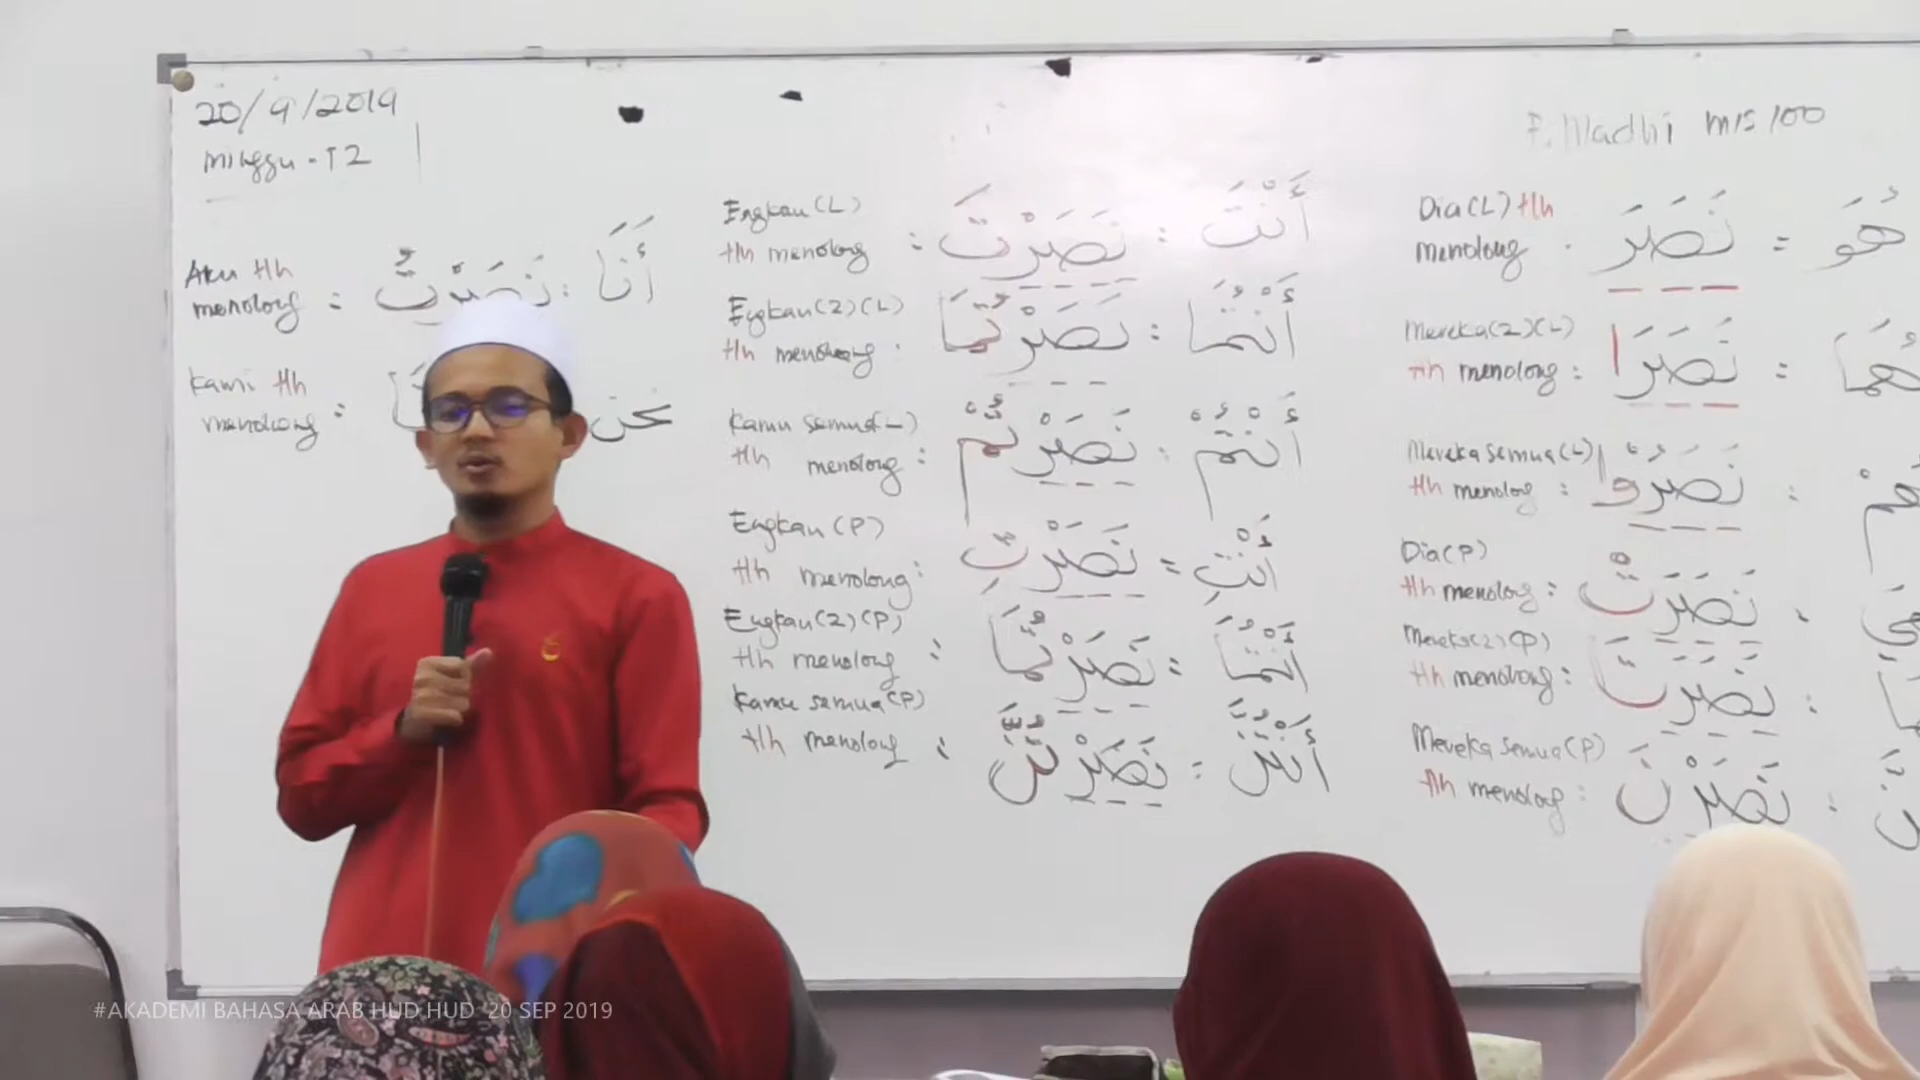 20/9/2019
Minggu - 12
F. Madhi m/s 100
Aku tlh
menolong : نَصَرْتُ : أَنَا
Kami tlh
menolong : نحن
Engkau (L)
tlh menolong : نَصَرْتَ : أَنْتَ
Engkau (2) (L)
tlh menolong : نَصَرْتُمَا : أَنْتُمَا
Kamu semua (L)
tlh menolong : نَصَرْتُمْ : أَنْتُمْ
Engkau (P)
tlh menolong : نَصَرْتِ = أَنْتِ
Engkau (2) (P)
tlh menolong : نَصَرْتُمَا : أَنْتُمَا
Kamu semua (P)
tlh menolong : نَصَرْتُنَّ : أَنْتُنَّ
Dia (L) tlh
menolong . نَصَرَ = هُوَ
Mereka (2) (L)
tlh menolong : نَصَرَا : هُمَا
Mereka semua (L)
tlh menolong : نَصَرُوْا : هُمْ
Dia (P)
tlh menolong : نَصَرَتْ : هِيَ
Mereka (2) (P)
tlh menolong : نَصَرَتَ :
Mereka semua (P)
tlh menolong : نَصَرْنَ :
#AKADEMI BAHASA ARAB HUD HUD 20 SEP 2019